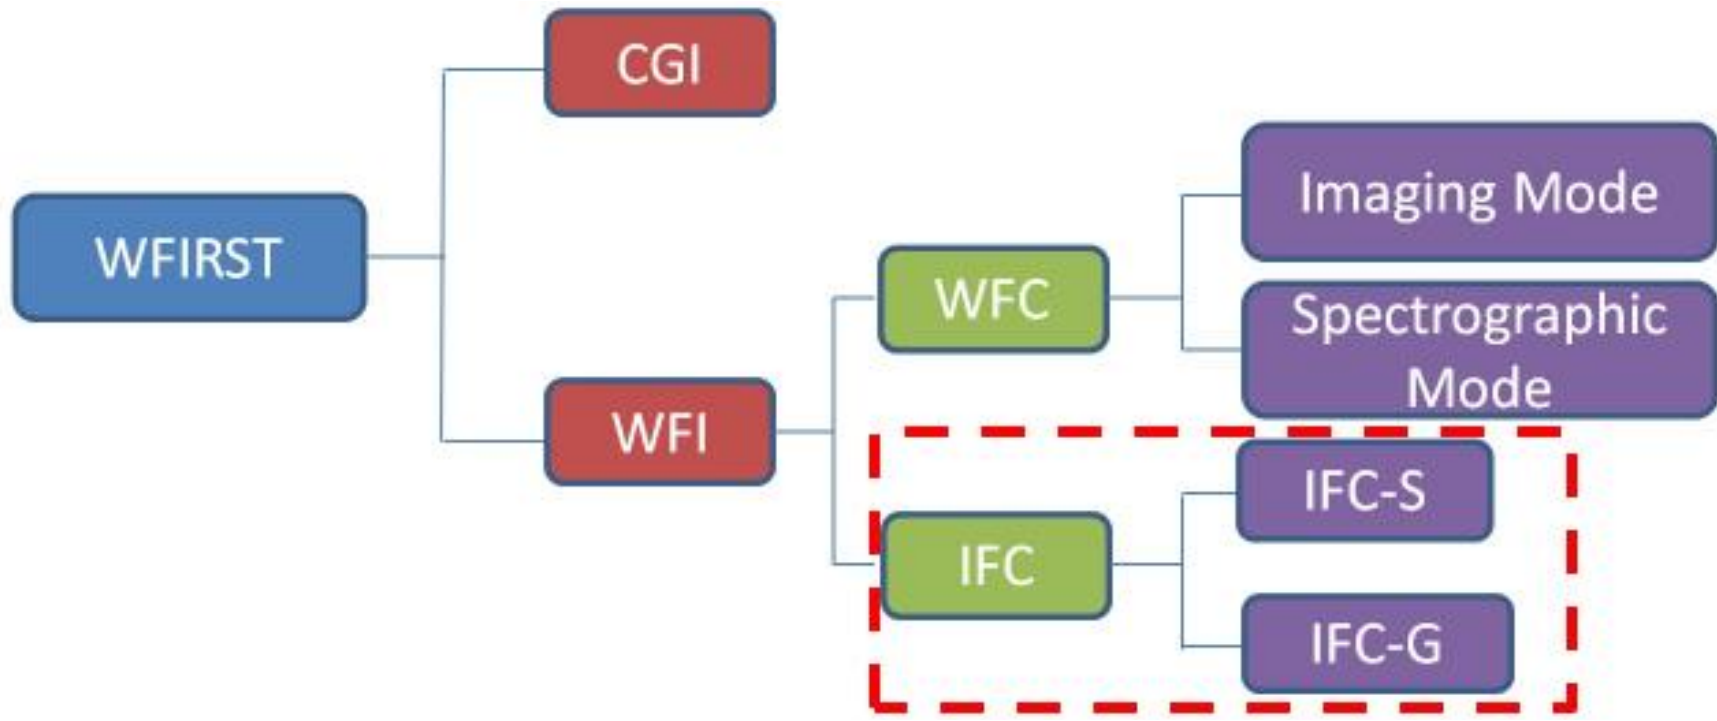 CGI
WFIRST
WFI
WFC
IFC
Imaging Mode
Spectrographic
Mode
IFC-S
IFC-G